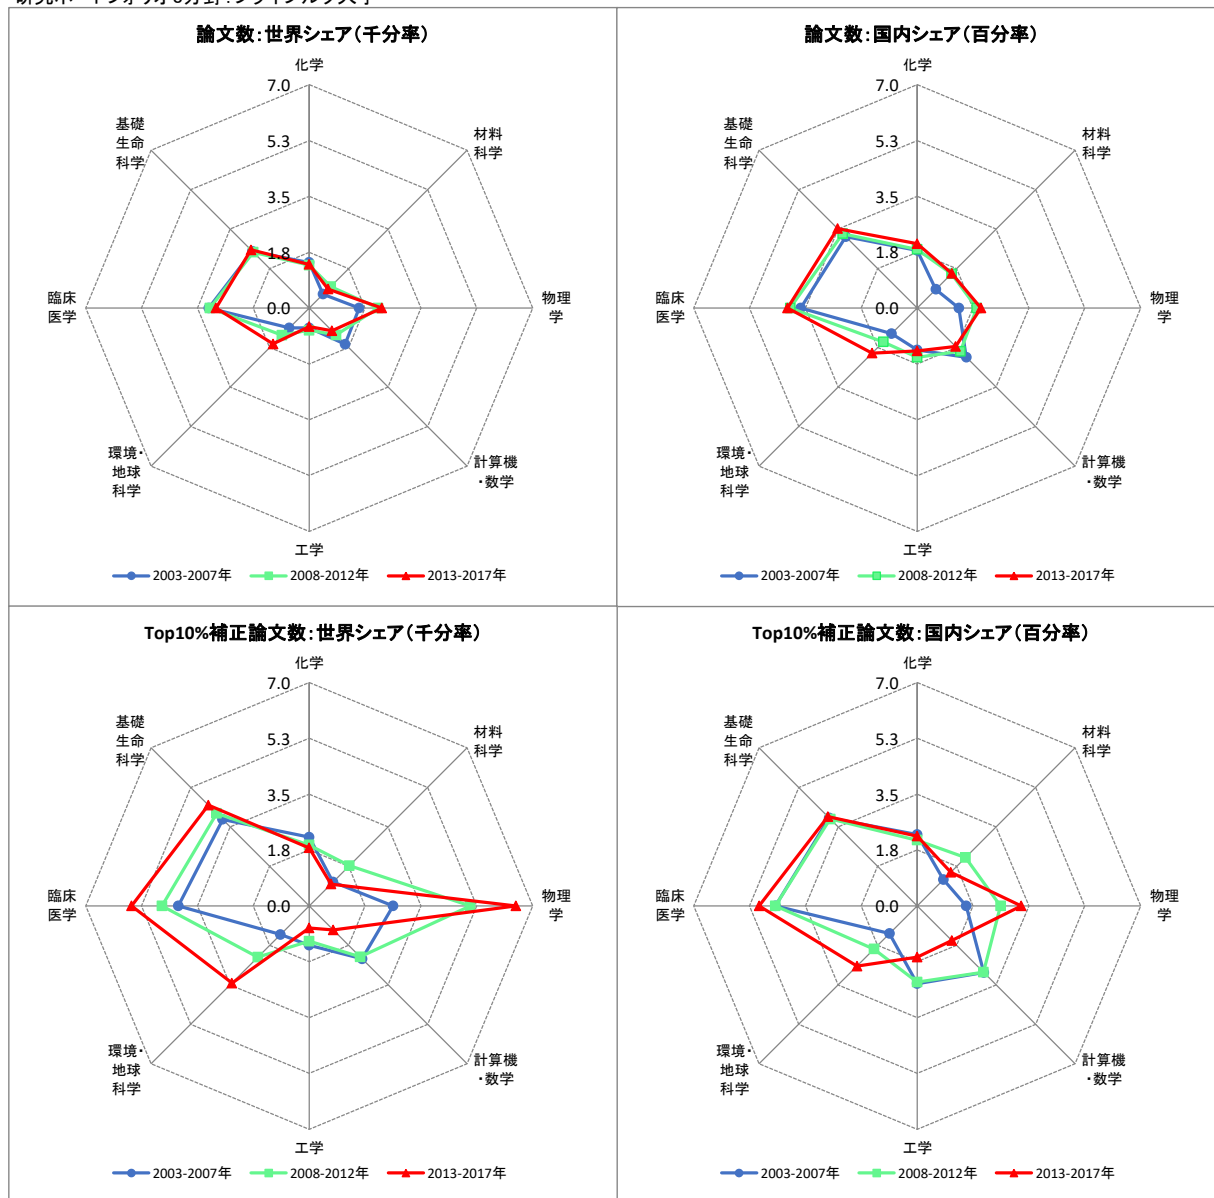 論文数:世界シェア(千分率)
化学
7.0
5.3
3.5
1.8
0.0
材料
科学
物理
学
計算機
・数学
工学
環境・
地球
科学
臨床
医学
基礎
生命
科学
2003-2007年
2008-2012年
2013-2017年
論文数:国内シェア(百分率)
化学
7.0
5.3
3.5
1.8
0.0
材料
科学
物理
学
計算機
・数学
工学
環境・
地球
科学
臨床
医学
基礎
生命
科学
2003-2007年
2008-2012年
2013-2017年
Top10%補正論文数:世界シェア(千分率)
化学
7.0
5.3
3.5
1.8
0.0
材料
科学
物理
学
計算機
・数学
工学
環境・
地球
科学
臨床
医学
基礎
生命
科学
2003-2007年
2008-2012年
2013-2017年
Top10%補正論文数:国内シェア(百分率)
化学
7.0
5.3
3.5
1.8
0.0
材料
科学
物理
学
計算機
・数学
工学
環境・
地球
科学
臨床
医学
基礎
生命
科学
2003-2007年
2008-2012年
2013-2017年